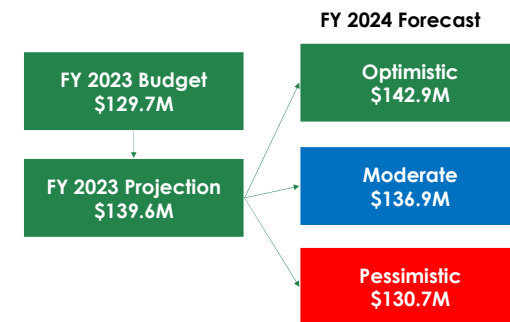 FY 2024 Forecast
FY 2023 Budget
$129.7M
FY 2023 Projection
$139.6M
Optimistic
$142.9M
Moderate
$136.9M
Pessimistic
$130.7M